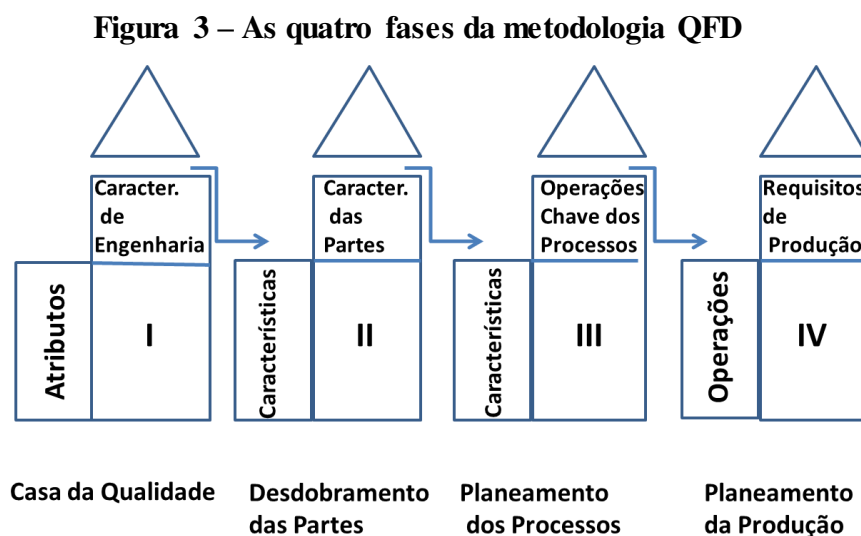 Figura 3 – As quatro fases da metodologia QFD
Caracter.
de
Engenharia
Atributos
I
Caracter.
das
Partes
Características
II
Operações
Chave dos
Processos
Características
III
Requisitos
de
Produção
Operações
IV
Casa da Qualidade
Desdobramento
das Partes
Planeamento
dos Processos
Planeamento
da Produção